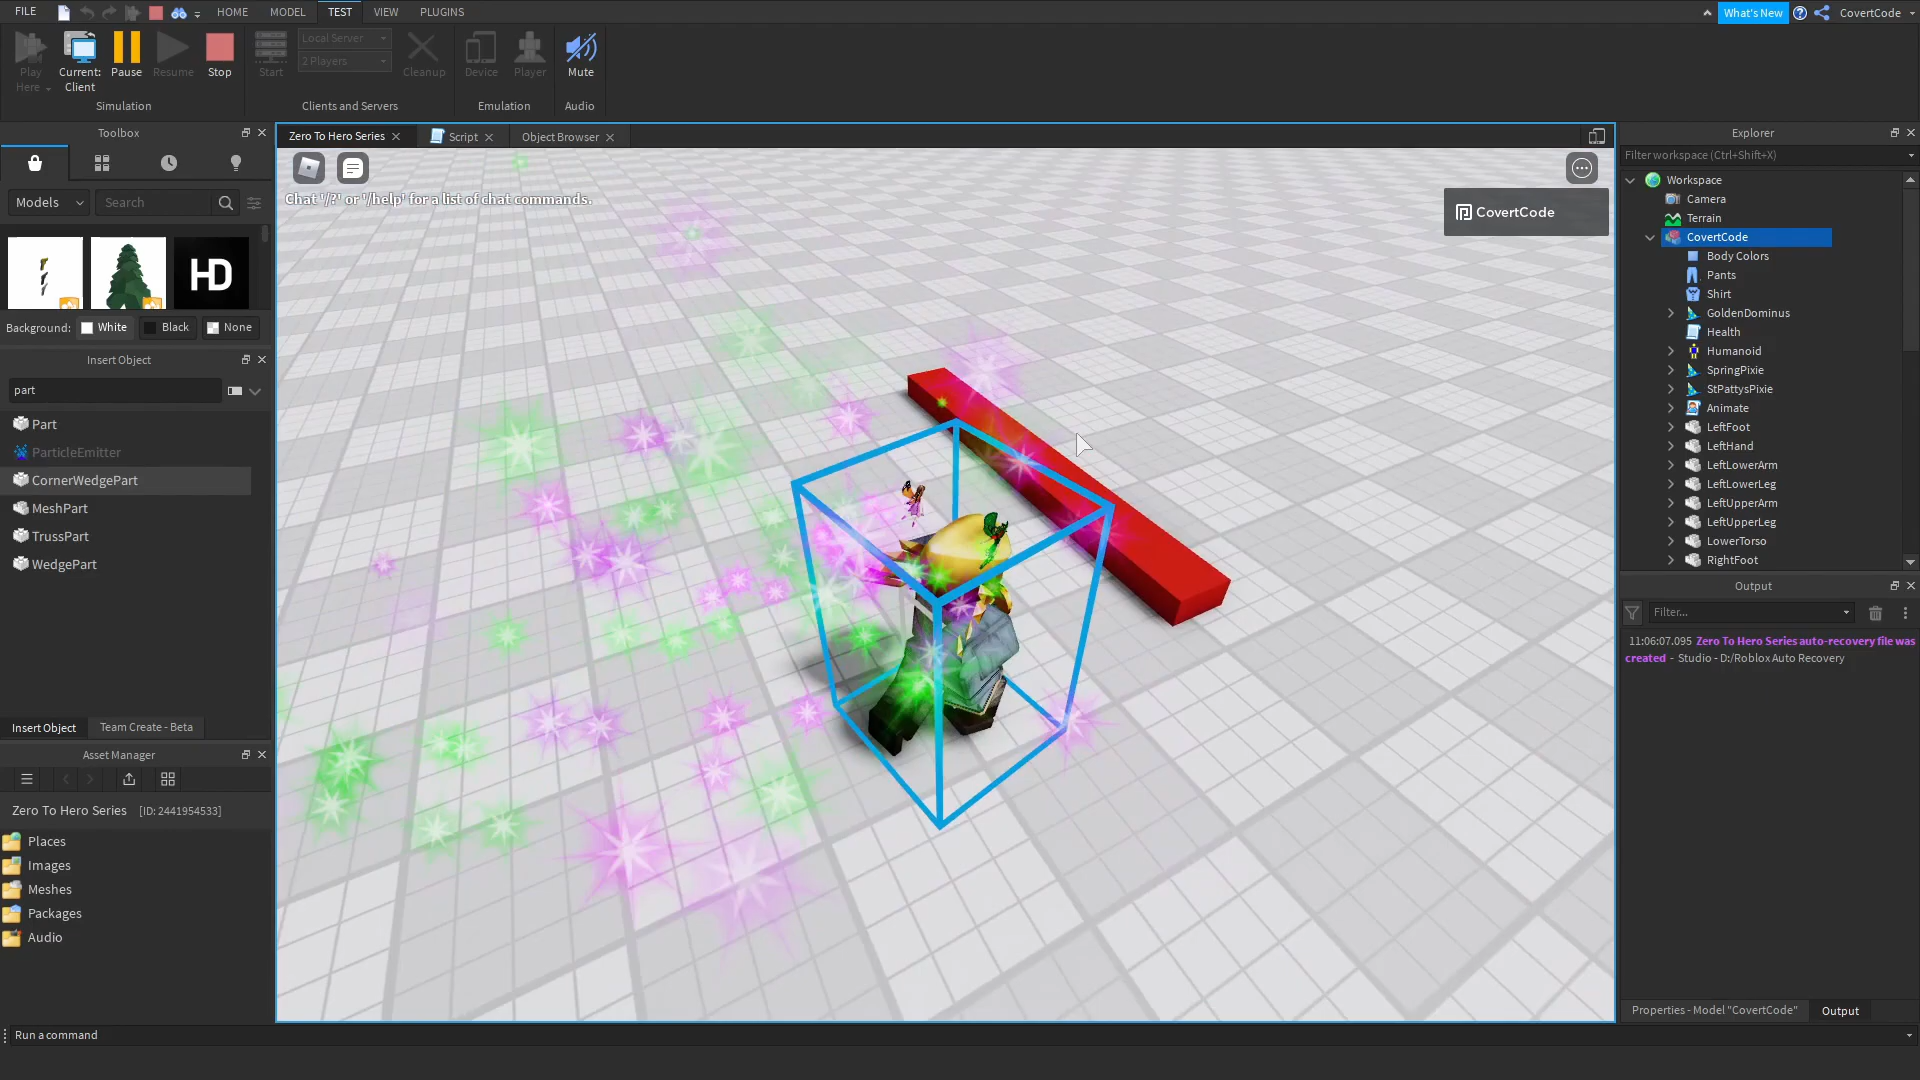 FILE
HOME
MODEL
TEST
VIEW
PLUGINS
What's New
CovertCode
Play
Here
Current:
Client
Pause
Resume
Stop
Simulation
Start
Local Server
2 Players
Cleanup
Clients and Servers
Device
Player
Emulation
Mute
Audio
Toolbox
Models
Search
HD
Background:
White
Black
None
Insert Object
part
Part
ParticleEmitter
CornerWedgePart
MeshPart
TrussPart
WedgePart
Insert Object
Team Create - Beta
Asset Manager
Zero To Hero Series [ID: 2441954533]
Places
Images
Meshes
Packages
Audio
Run a command
Zero To Hero Series
Script
Object Browser
Chat '/?' or '/help' for a list of chat commands.
CovertCode
Explorer
Filter workspace (Ctrl+Shift+X)
Workspace
Camera
Terrain
CovertCode
Body Colors
Pants
Shirt
GoldenDominus
Health
Humanoid
SpringPixie
StPattysPixie
Animate
LeftFoot
LeftHand
LeftLowerArm
LeftLowerLeg
LeftUpperArm
LeftUpperLeg
LowerTorso
RightFoot
Output
Filter...
11:06:07.095 Zero To Hero Series auto-recovery file was
created - Studio - D:/Roblox Auto Recovery
Properties - Model "CovertCode"
Output